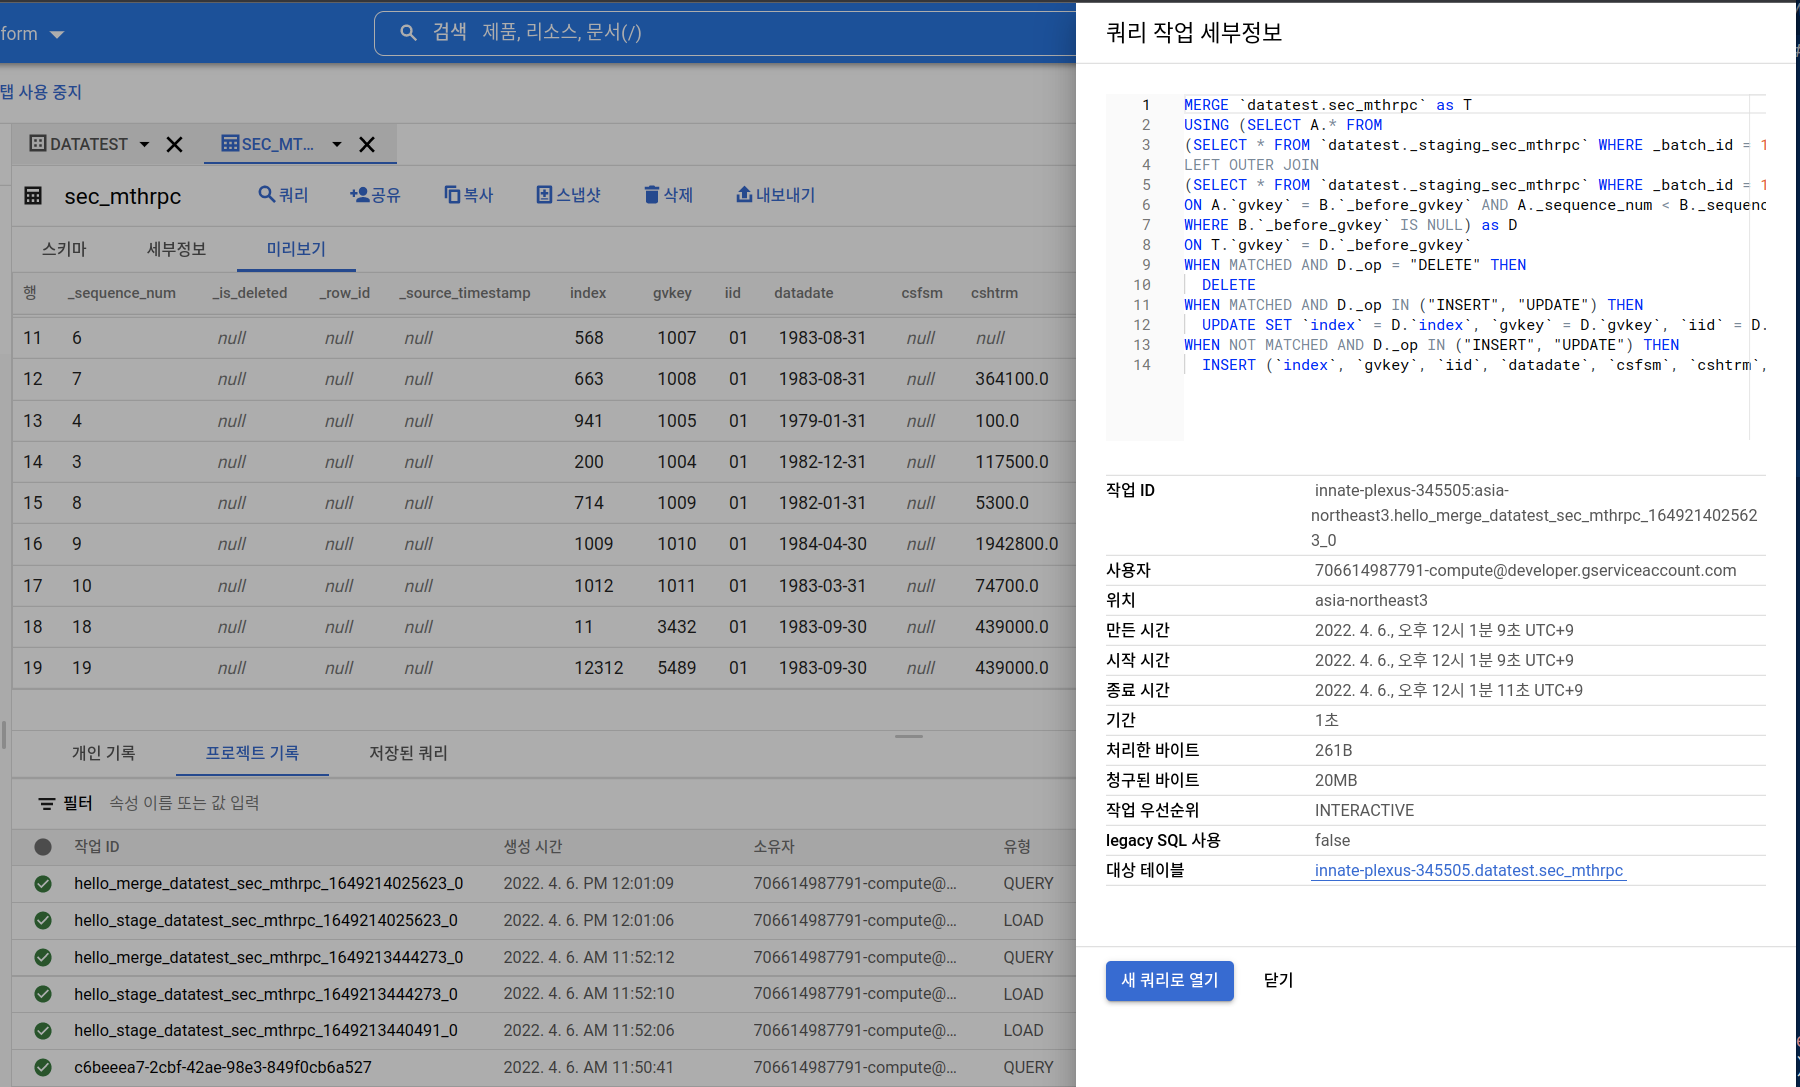 form
검색 제품, 리소스, 문서(/)
탭 사용 중지
DATATEST
SEC_MT...
sec_mthrpc
쿼리 공유 복사 스냅샷 삭제 내보내기
스키마 세부정보 미리보기
행 _sequence_num _is_deleted _row_id _source_timestamp index gvkey iid datadate csfsm cshtrm
11 6 null null null 568 1007 01 1983-08-31 null null
12 7 null null null 663 1008 01 1983-08-31 null 364100.0
13 4 null null null 941 1005 01 1979-01-31 null 100.0
14 3 null null null 200 1004 01 1982-12-31 null 117500.0
15 8 null null null 714 1009 01 1982-01-31 null 5300.0
16 9 null null null 1009 1010 01 1984-04-30 null 1942800.0
17 10 null null null 1012 1011 01 1983-03-31 null 74700.0
18 18 null null null 11 3432 01 1983-09-30 null 439000.0
19 19 null null null 12312 5489 01 1983-09-30 null 439000.0
개인 기록 프로젝트 기록 저장된 쿼리
필터 속성 이름 또는 값 입력
작업 ID 생성 시간 소유자 유형
hello_merge_datatest_sec_mthrpc_1649214025623_0 2022. 4. 6. PM 12:01:09 706614987791-compute@... QUERY
hello_stage_datatest_sec_mthrpc_1649214025623_0 2022. 4. 6. PM 12:01:06 706614987791-compute@... LOAD
hello_merge_datatest_sec_mthrpc_1649213444273_0 2022. 4. 6. AM 11:52:12 706614987791-compute@... QUERY
hello_stage_datatest_sec_mthrpc_1649213444273_0 2022. 4. 6. AM 11:52:10 706614987791-compute@... LOAD
hello_stage_datatest_sec_mthrpc_1649213440491_0 2022. 4. 6. AM 11:52:06 706614987791-compute@... LOAD
c6beeea7-2cbf-42ae-98e3-849f0cb6a527 2022. 4. 6. AM 11:50:41 706614987791-compute@... QUERY
쿼리 작업 세부정보
1 MERGE `datatest.sec_mthrpc` as T
2 USING (SELECT A.* FROM
3 (SELECT * FROM `datatest._staging_sec_mthrpc` WHERE _batch_id = 1
4 LEFT OUTER JOIN
5 (SELECT * FROM `datatest._staging_sec_mthrpc` WHERE _batch_id = 1
6 ON A.`gvkey` = B.`_before_gvkey` AND A._sequence_num < B._sequenc
7 WHERE B.`_before_gvkey` IS NULL) as D
8 ON T.`gvkey` = D.`_before_gvkey`
9 WHEN MATCHED AND D._op = "DELETE" THEN
10 DELETE
11 WHEN MATCHED AND D._op IN ("INSERT", "UPDATE") THEN
12 UPDATE SET `index` = D.`index`, `gvkey` = D.`gvkey`, `iid` = D.
13 WHEN NOT MATCHED AND D._op IN ("INSERT", "UPDATE") THEN
14 INSERT (`index`, `gvkey`, `iid`, `datadate`, `csfsm`, `cshtrm`,
작업 ID innate-plexus-345505:asia-
northeast3.hello_merge_datatest_sec_mthrpc_164921402562
3_0
사용자 706614987791-compute@developer.gserviceaccount.com
위치 asia-northeast3
만든 시간 2022. 4. 6., 오후 12시 1분 9초 UTC+9
시작 시간 2022. 4. 6., 오후 12시 1분 9초 UTC+9
종료 시간 2022. 4. 6., 오후 12시 1분 11초 UTC+9
기간 1초
처리한 바이트 261B
청구된 바이트 20MB
작업 우선순위 INTERACTIVE
legacy SQL 사용 false
대상 테이블 innate-plexus-345505.datatest.sec_mthrpc
새 쿼리로 열기 닫기